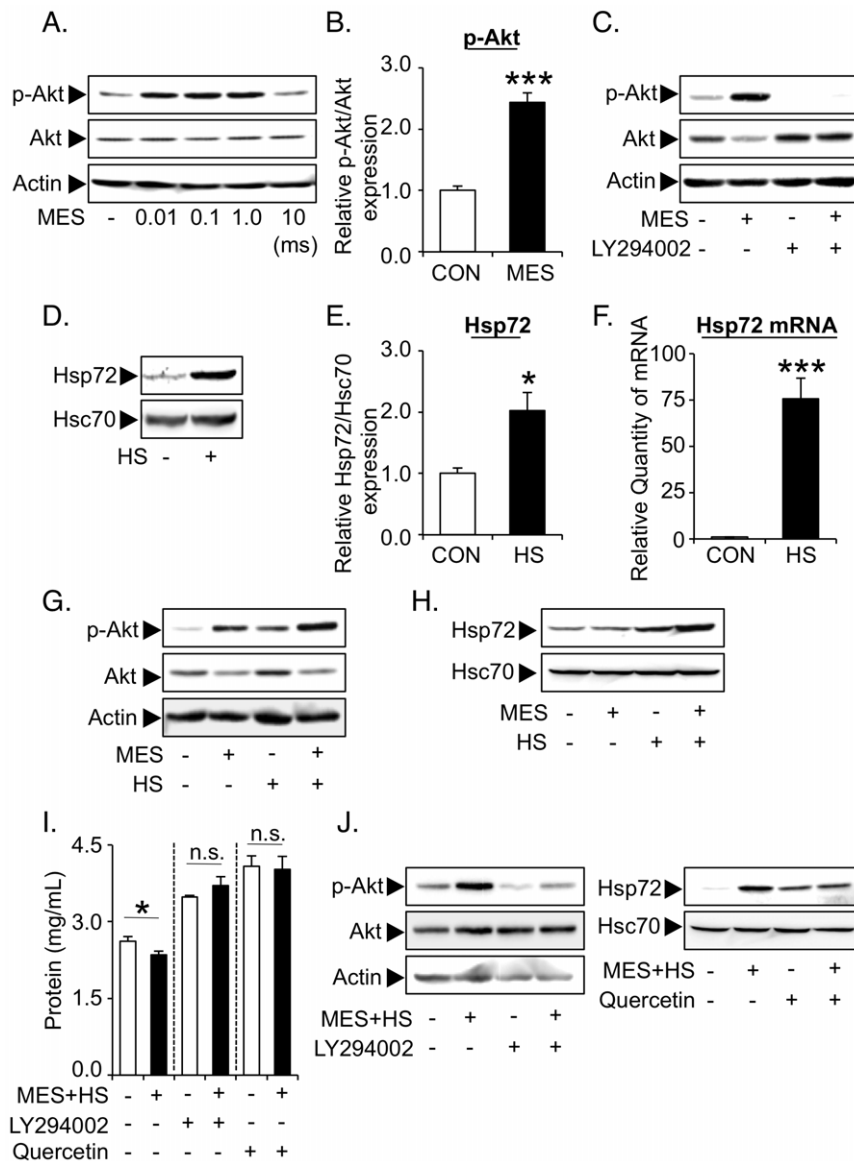 A.
p-Akt
Akt
Actin
MES - 0.01 0.1 1.0 10
(ms)
B.
p-Akt
***
Relative p-Akt/Akt
expression
3.0
2.0
1.0
0.0
CON MES
C.
p-Akt
Akt
Actin
MES - + - +
LY294002 - - + +
D.
Hsp72
Hsc70
HS - +
E.
Hsp72
*
Relative Hsp72/Hsc70
expression
3.0
2.0
1.0
0.0
CON HS
F.
Hsp72 mRNA
***
Relative Quantity of mRNA
100
75
50
25
0
CON HS
G.
p-Akt
Akt
Actin
MES - + - +
HS - - + +
H.
Hsp72
Hsc70
MES - + - +
HS - - + +
I.
Protein (mg/mL)
4.5
3.0
1.5
0.0
*
n.s.
n.s.
MES+HS - + - + - +
LY294002 - - + + - -
Quercetin - - - - + +
J.
p-Akt
Akt
Actin
MES+HS - + - +
LY294002 - - + +
Hsp72
Hsc70
MES+HS - + - +
Quercetin - - + +